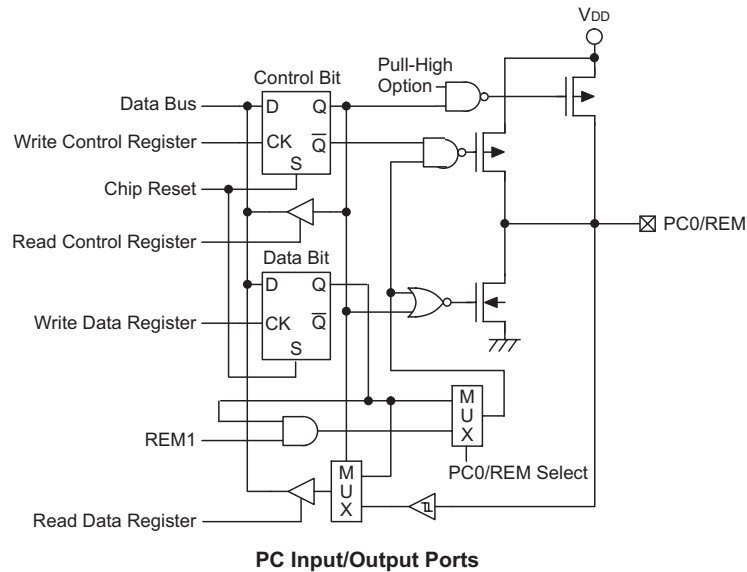 VDD
Pull-High
Option
Control Bit
Data Bus
D
Q
Write Control Register
CK
Q
S
Chip Reset
Read Control Register
PC0/REM
Data Bit
D
Q
Write Data Register
CK
Q
S
M
U
X
REM1
PC0/REM Select
M
U
X
Read Data Register
PC Input/Output Ports